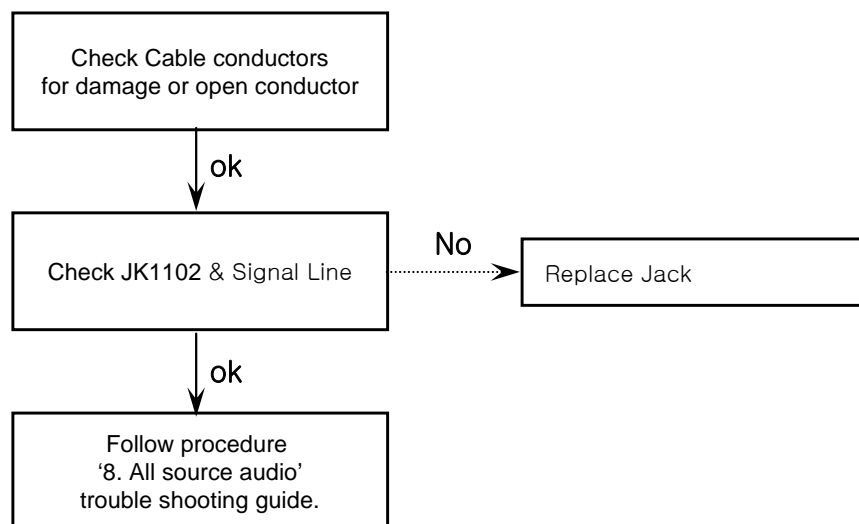 Check Cable conductors
for damage or open conductor
ok
Check JK1102 & Signal Line
No
Replace Jack
ok
Follow procedure
‘8. All source audio’
trouble shooting guide.